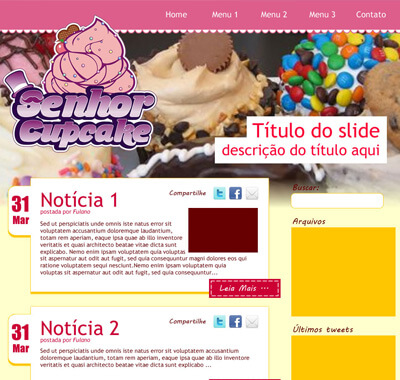 Home Menu 1 Menu 2 Menu 3 Contato
Senhor
Cupcake
Título do slide
descrição do título aqui
31
Mar
Notícia 1
postada por Fulano
Compartilhe
Sed ut perspiciatis unde omnis iste natus error sit
voluptatem accusantium doloremque laudantium,
totam rem aperiam, eaque ipsa quae ab illo inventore
veritatis et quasi architecto beatae vitae dicta sunt
explicabo. Nemo enim ipsam voluptatem quia voluptas
sit aspernatur aut odit aut fugit, sed quia consequuntur magni dolores eos qui
ratione voluptatem sequi nesciunt.Nemo enim ipsam voluptatem quia
voluptas sit aspernatur aut odit aut fugit, sed quia consequuntur...
Leia Mais ...
Buscar:
Arquivos
Últimos tweets
31
Mar
Notícia 2
postada por Fulano
Compartilhe
Sed ut perspiciatis unde omnis iste natus error sit voluptatem accusantium
doloremque laudantium, totam rem aperiam, eaque ipsa quae ab illo
inventore veritatis et quasi architecto beatae vitae dicta sunt
explicabo ...